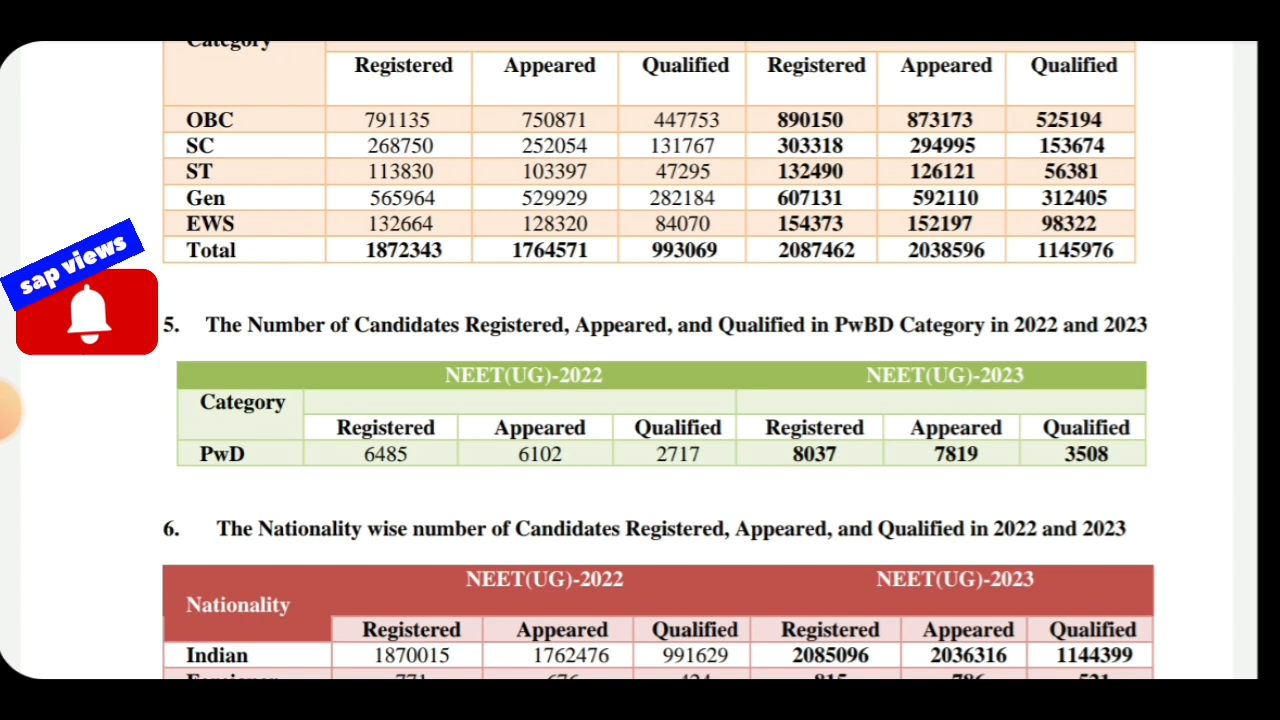 Category
Registered Appeared Qualified Registered Appeared Qualified
OBC 791135 750871 447753 890150 873173 525194
SC 268750 252054 131767 303318 294995 153674
ST 113830 103397 47295 132490 126121 56381
Gen 565964 529929 282184 607131 592110 312405
EWS 132664 128320 84070 154373 152197 98322
Total 1872343 1764571 993069 2087462 2038596 1145976
sap views
5. The Number of Candidates Registered, Appeared, and Qualified in PwBD Category in 2022 and 2023
NEET(UG)-2022 NEET(UG)-2023
Category
Registered Appeared Qualified Registered Appeared Qualified
PwD 6485 6102 2717 8037 7819 3508
6. The Nationality wise number of Candidates Registered, Appeared, and Qualified in 2022 and 2023
NEET(UG)-2022 NEET(UG)-2023
Nationality
Registered Appeared Qualified Registered Appeared Qualified
Indian 1870015 1762476 991629 2085096 2036316 1144399